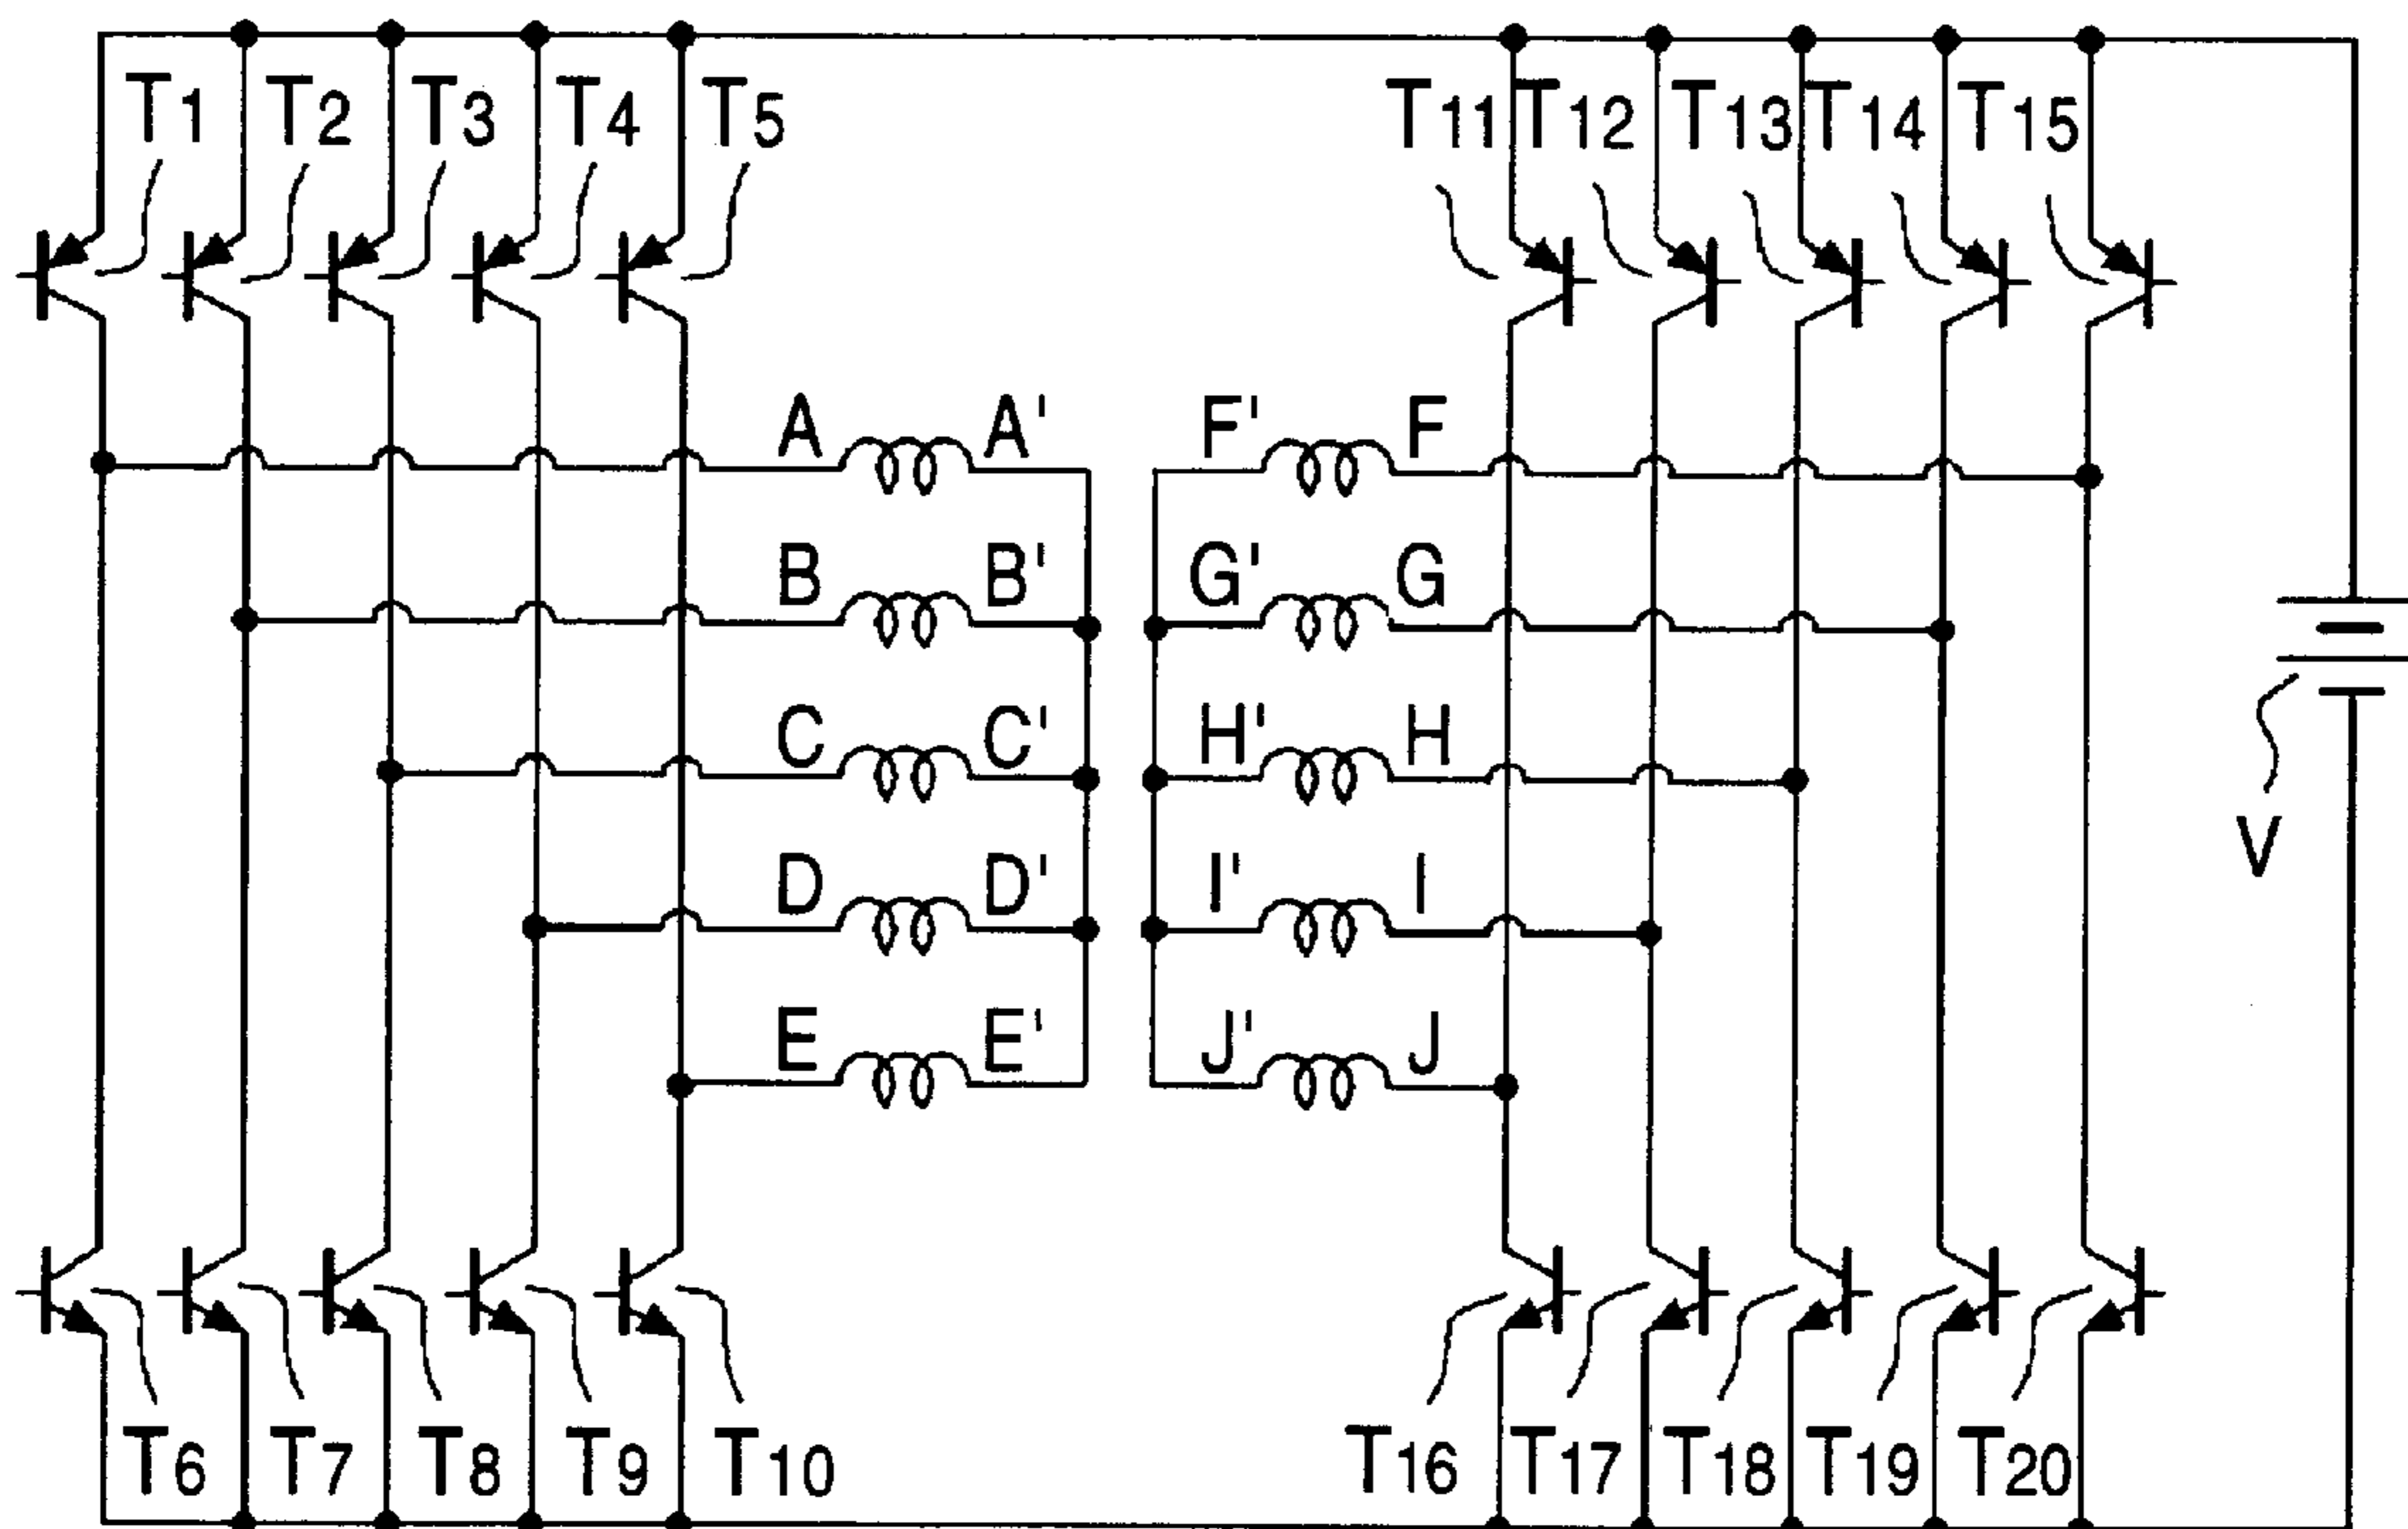 T1 T2 T3 T4 T5 T11 T12 T13 T14 T15
A A' F' F
B B' G' G
C C' H' H
V
D D' I' I
E E' J' J
T6 T7 T8 T9 T10 T16 T17 T18 T19 T20